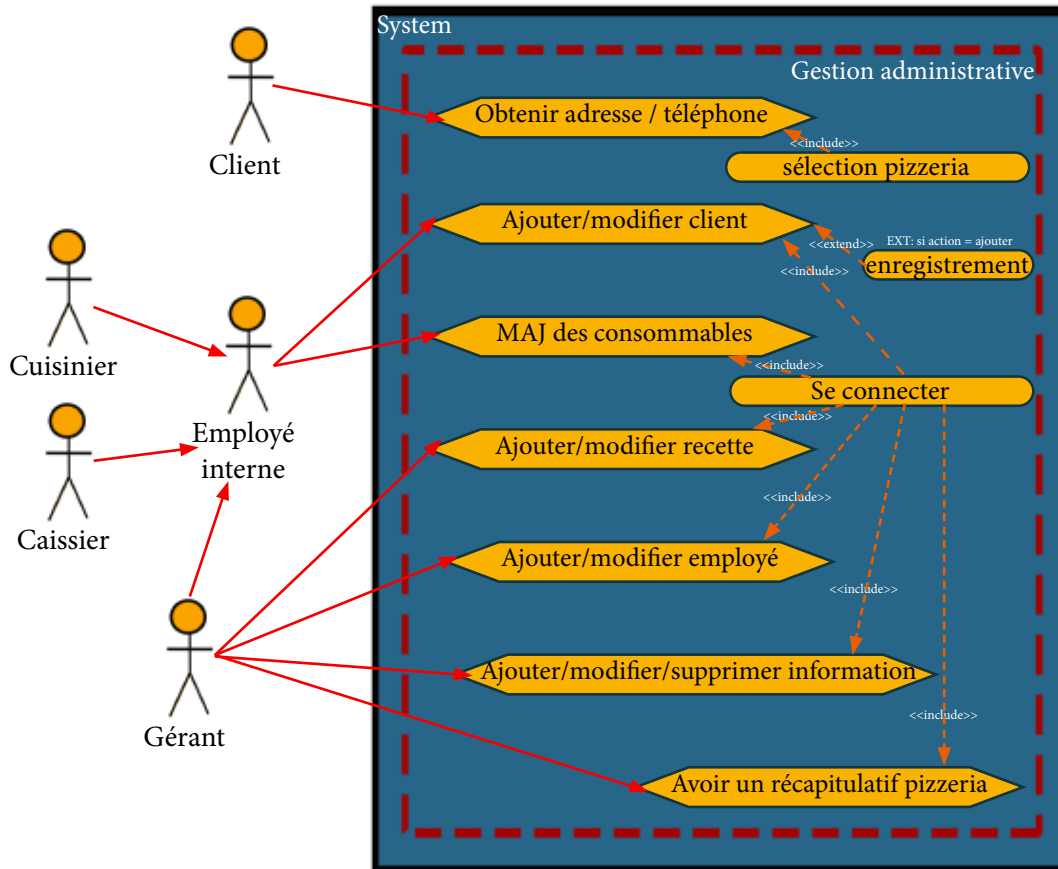 System
Gestion administrative
Client
Obtenir adresse / téléphone
<<include>>
sélection pizzeria
Ajouter/modifier client
<<extend>>
EXT: si action = ajouter
enregistrement
<<include>>
Cuisinier
MAJ des consommables
<<include>>
Se connecter
<<include>>
Employé
interne
Ajouter/modifier recette
Caissier
<<include>>
Ajouter/modifier employé
<<include>>
Ajouter/modifier/supprimer information
<<include>>
Gérant
Avoir un récapitulatif pizzeria